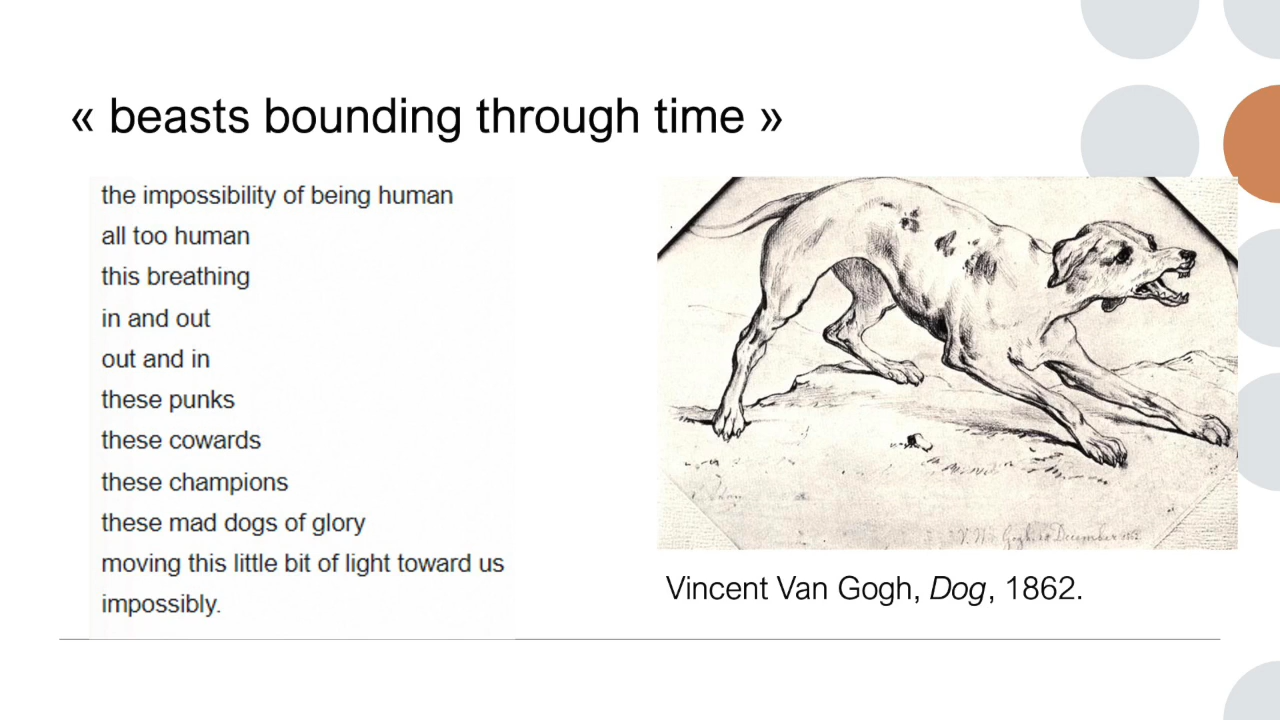 « beasts bounding through time »
the impossibility of being human
all too human
this breathing
in and out
out and in
these punks
these cowards
these champions
these mad dogs of glory
moving this little bit of light toward us
impossibly.
December
Vincent Van Gogh, Dog, 1862.